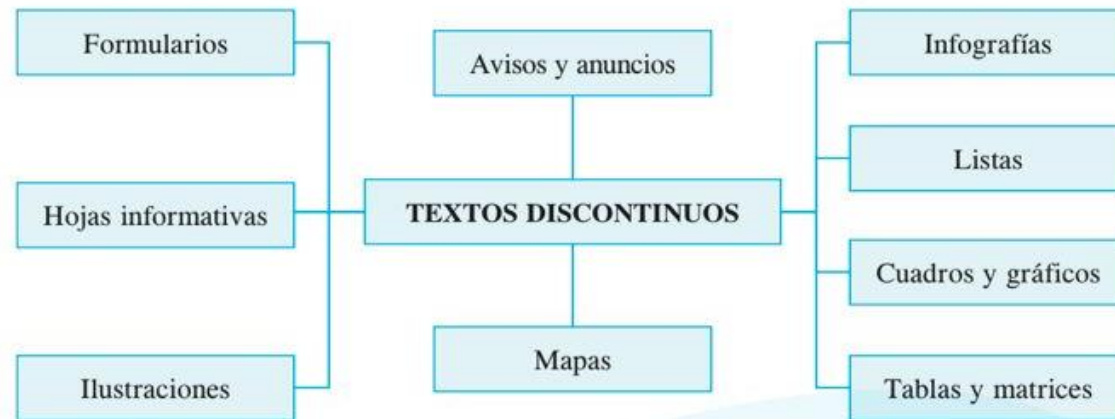 Formularios
Avisos y anuncios
Infografías
Listas
Hojas informativas
TEXTOS DISCONTINUOS
Cuadros y gráficos
Mapas
Ilustraciones
Tablas y matrices